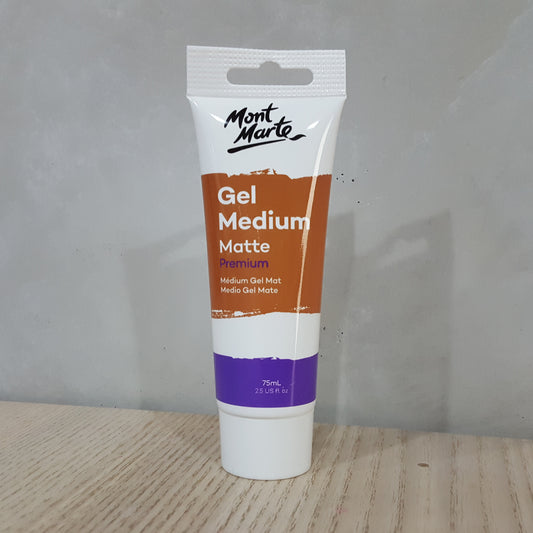 Mont
Marte
Gel
Medium
Matte
Premium
Médium Gel Mat
Medio Gel Mate
75mL
2.5 US fl oz